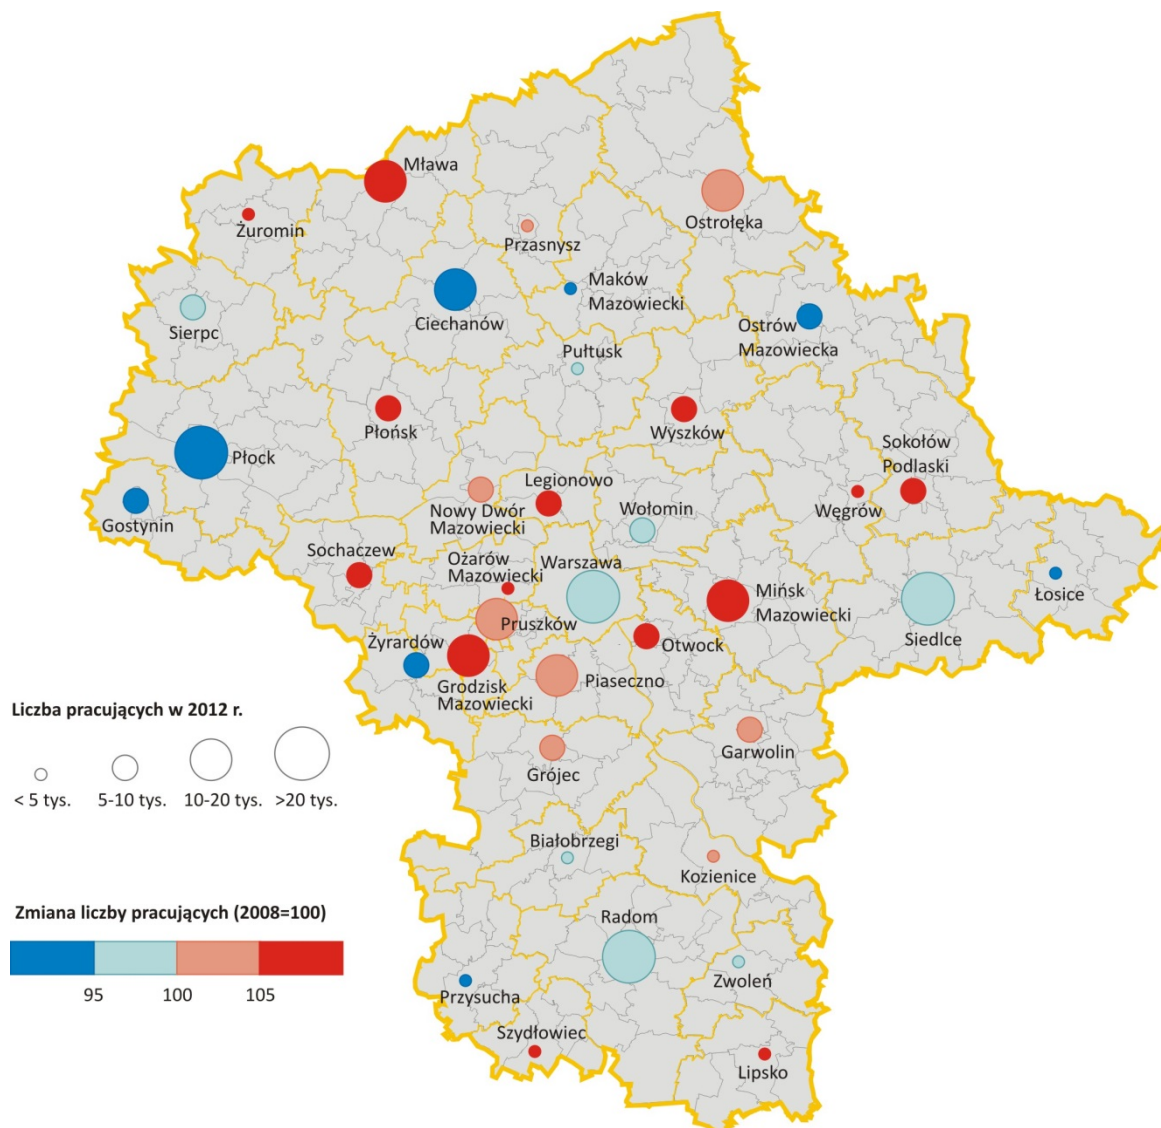 Mława
Żuromin
Przasnysz
Ostrołęka
Maków
Mazowiecki
Ciechanów
Sierpc
Ostrów
Mazowiecka
Pułtusk
Płońsk
Wyszków
Płock
Sokołów
Podlaski
Legionowo
Węgrów
Nowy Dwór
Mazowiecki
Wołomin
Gostynin
Sochaczew
Ożarów
Mazowiecki
Warszawa
Mińsk
Mazowiecki
Łosice
Siedlce
Pruszków
Żyrardów
Otwock
Grodzisk
Mazowiecki
Piaseczno
Garwolin
Grójec
Liczba pracujących w 2012 r.
< 5 tys. 5-10 tys. 10-20 tys. >20 tys.
Białobrzegi
Kozienice
Zmiana liczby pracujących (2008=100)
95 100 105
Radom
Zwoleń
Przysucha
Szydłowiec
Lipsko